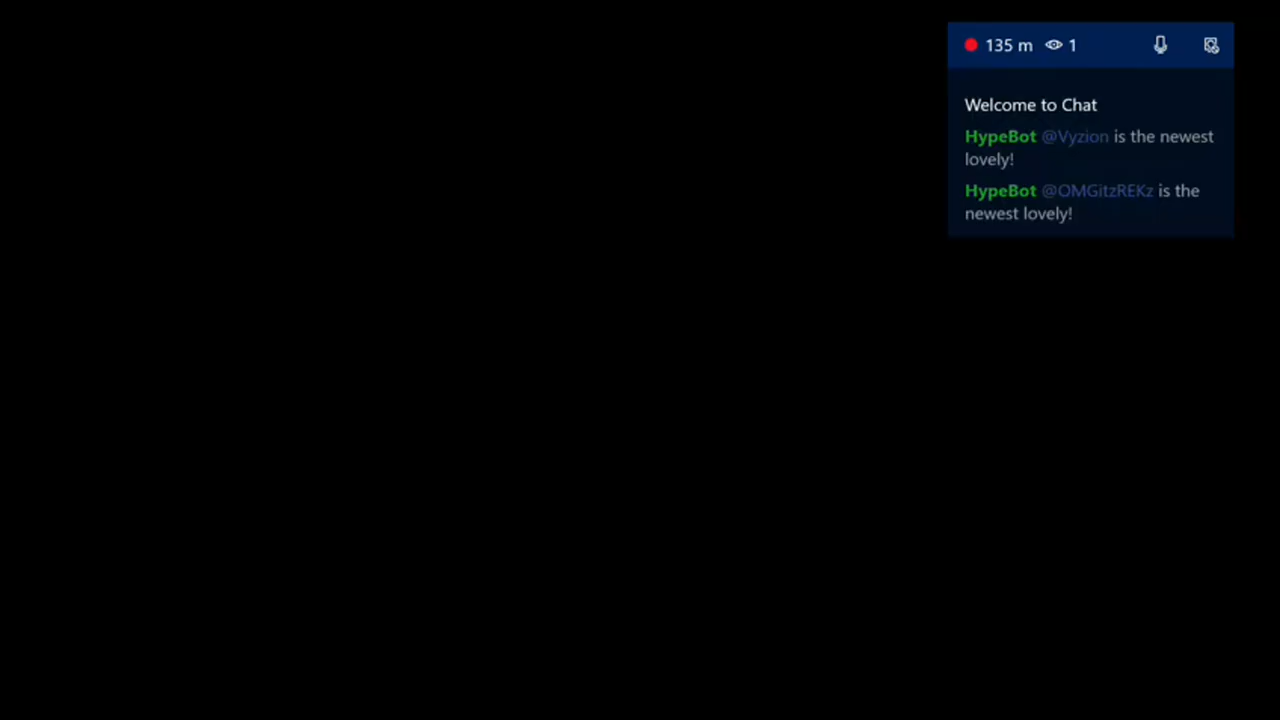 135 m 1
Welcome to Chat
HypeBot @Vyzion is the newest
lovely!
HypeBot @OMGitzREKz is the
newest lovely!